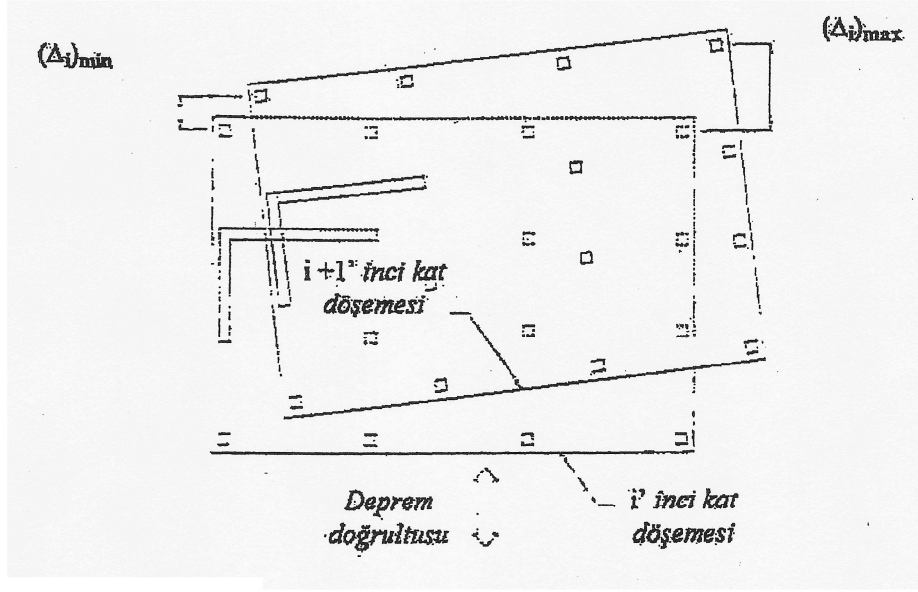 (Δi)min
(Δi)max
i +1' inci kat
döşemesi
Deprem
doğrultusu
i' inci kat
döşemesi